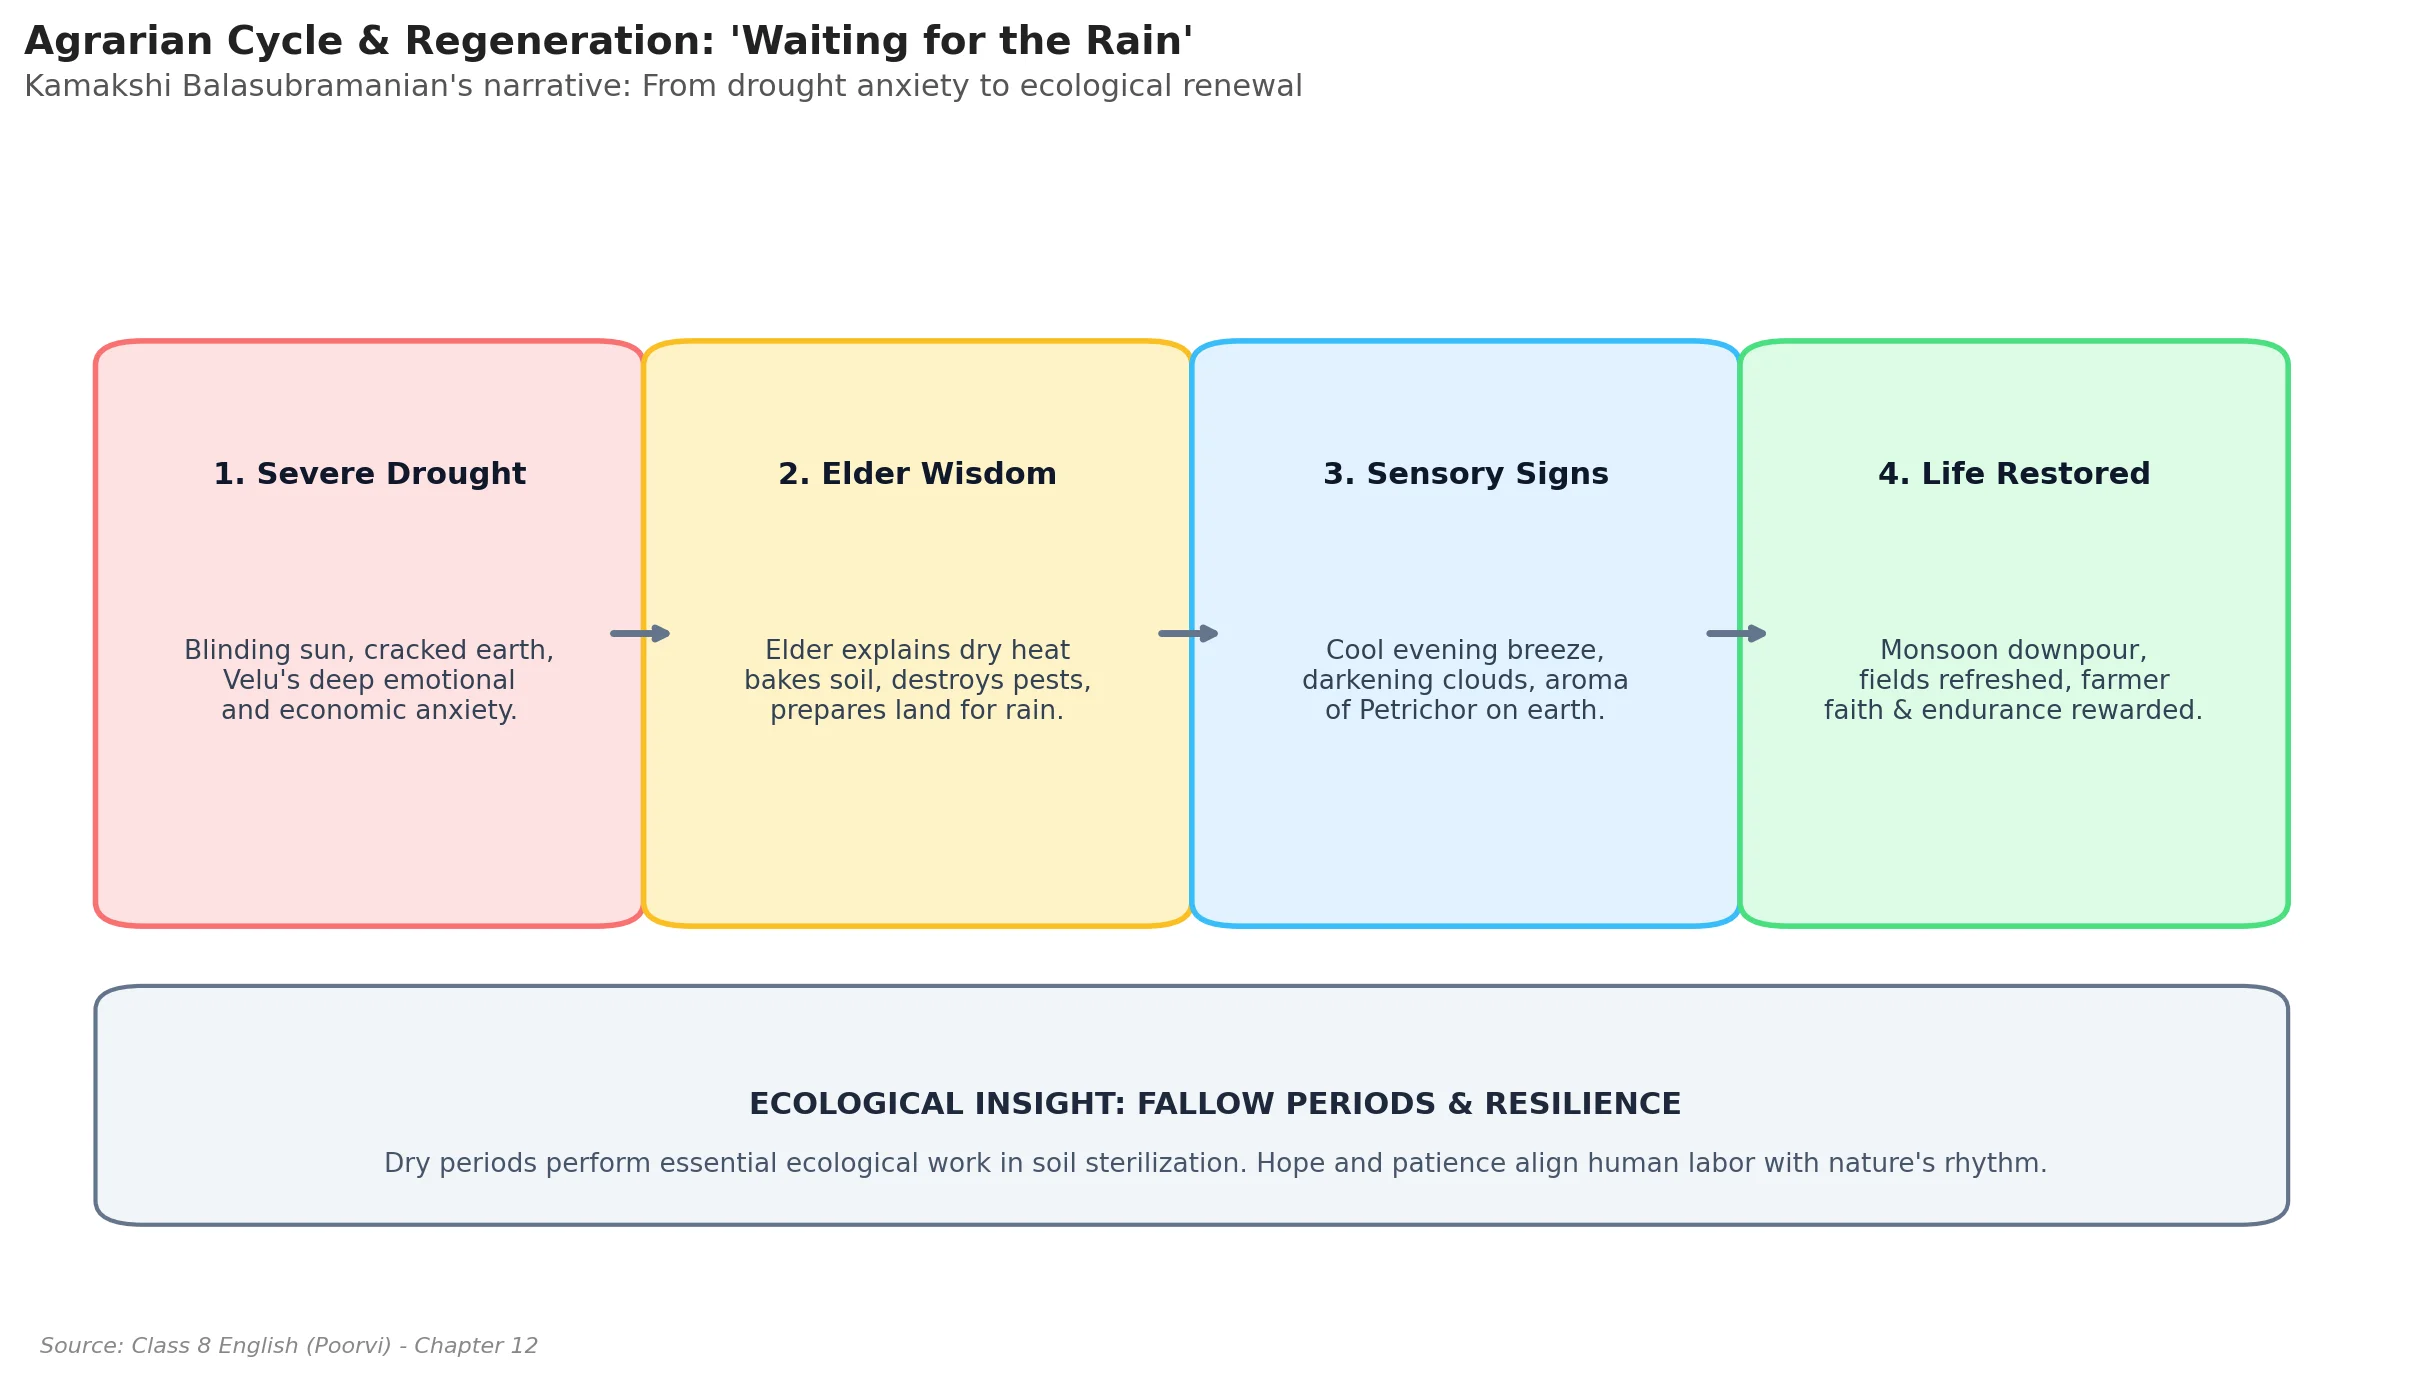 Agrarian Cycle & Regeneration: 'Waiting for the Rain'
Kamakshi Balasubramanian's narrative: From drought anxiety to ecological renewal
1. Severe Drought
Blinding sun, cracked earth,
Velu's deep emotional
and economic anxiety.
2. Elder Wisdom
Elder explains dry heat
bakes soil, destroys pests,
prepares land for rain.
3. Sensory Signs
Cool evening breeze,
darkening clouds, aroma
of Petrichor on earth.
4. Life Restored
Monsoon downpour,
fields refreshed, farmer
faith & endurance rewarded.
ECOLOGICAL INSIGHT: FALLOW PERIODS & RESILIENCE
Dry periods perform essential ecological work in soil sterilization. Hope and patience align human labor with nature's rhythm.
Source: Class 8 English (Poorvi) - Chapter 12